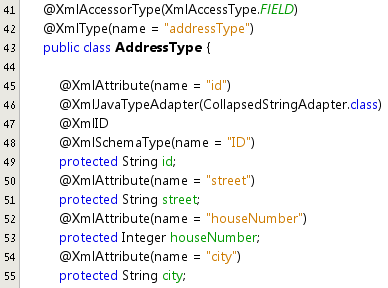 41 @XmlAccessorType(XmlAccessType.FIELD)
42 @XmlType(name = "addressType")
43 public class AddressType {
44
45 @XmlAttribute(name = "id")
46 @XmlJavaTypeAdapter(CollapsedStringAdapter.class)
47 @XmlID
48 @XmlSchemaType(name = "ID")
49 protected String id;
50 @XmlAttribute(name = "street")
51 protected String street;
52 @XmlAttribute(name = "houseNumber")
53 protected Integer houseNumber;
54 @XmlAttribute(name = "city")
55 protected String city;